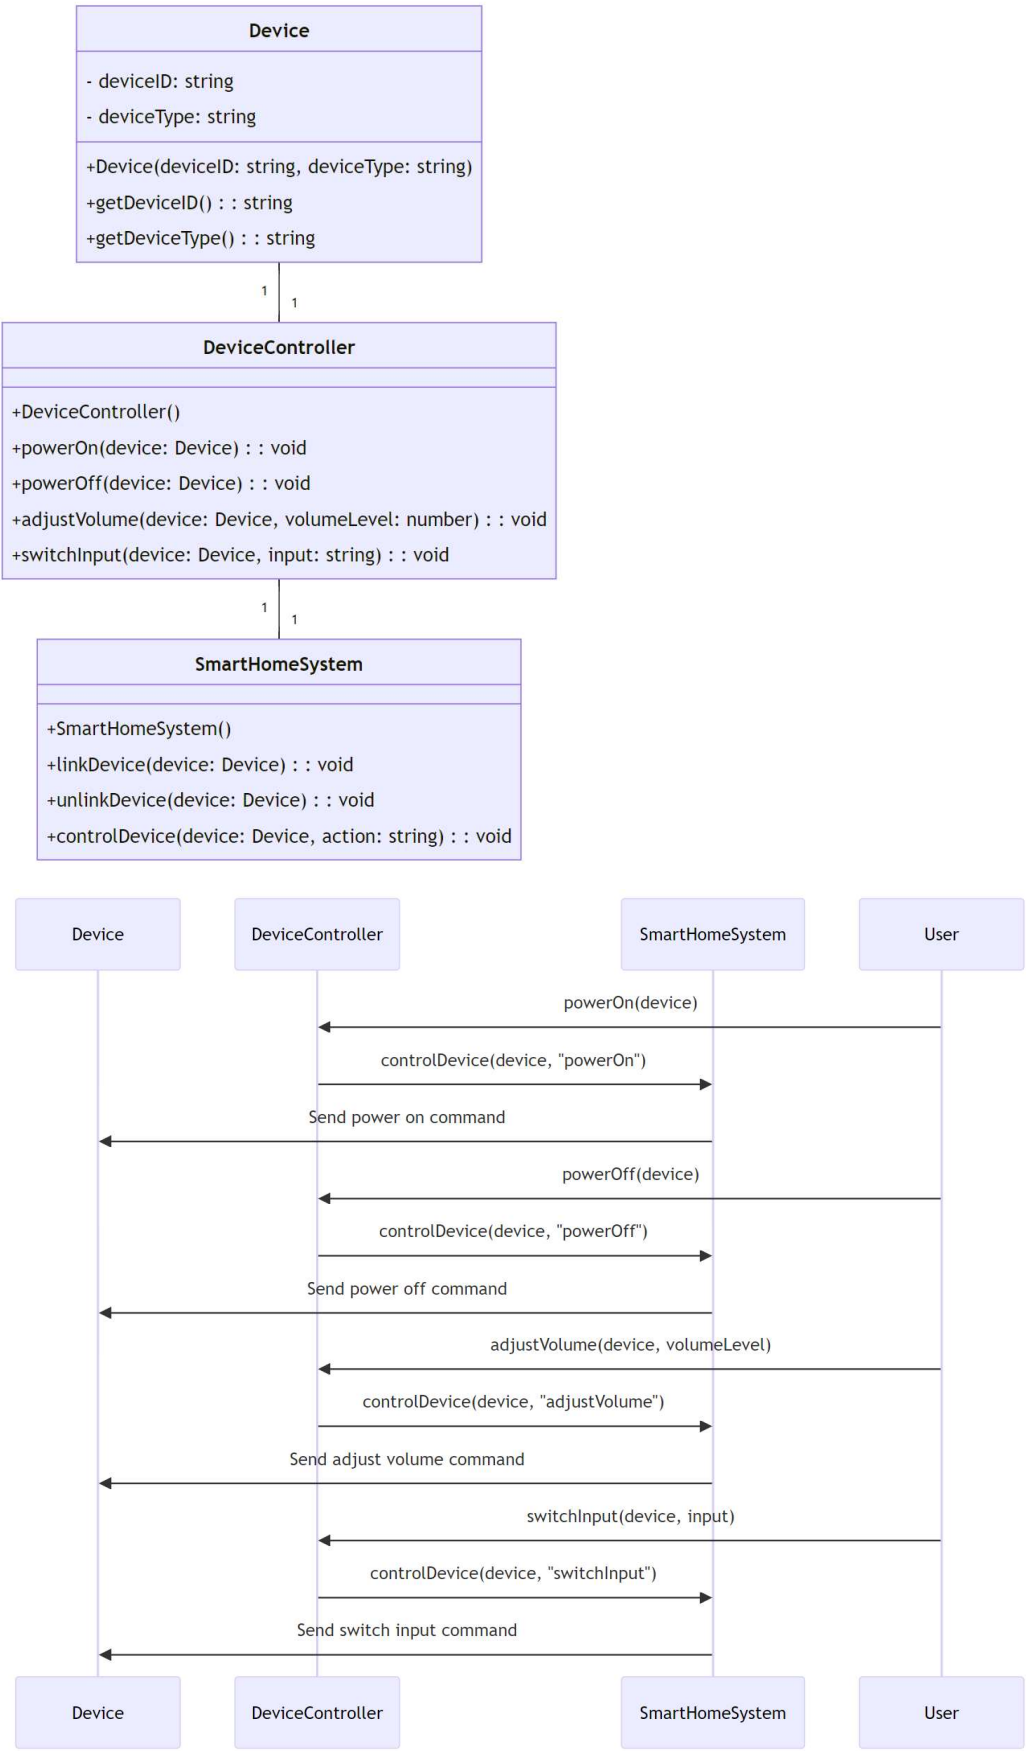 Device
- deviceID: string
- deviceType: string
+Device(deviceID: string, deviceType: string)
+getDeviceID() : : string
+getDeviceType() : : string
1
1
DeviceController
+DeviceController()
+powerOn(device: Device) : : void
+powerOff(device: Device) : : void
+adjustVolume(device: Device, volumeLevel: number) : : void
+switchInput(device: Device, input: string) : : void
1
1
SmartHomeSystem
+SmartHomeSystem()
+linkDevice(device: Device) : : void
+unlinkDevice(device: Device) : : void
+controlDevice(device: Device, action: string) : : void
Device DeviceController SmartHomeSystem User
powerOn(device)
controlDevice(device, "powerOn")
Send power on command
powerOff(device)
controlDevice(device, "powerOff")
Send power off command
adjustVolume(device, volumeLevel)
controlDevice(device, "adjustVolume")
Send adjust volume command
switchInput(device, input)
controlDevice(device, "switchInput")
Send switch input command
Device DeviceController SmartHomeSystem User